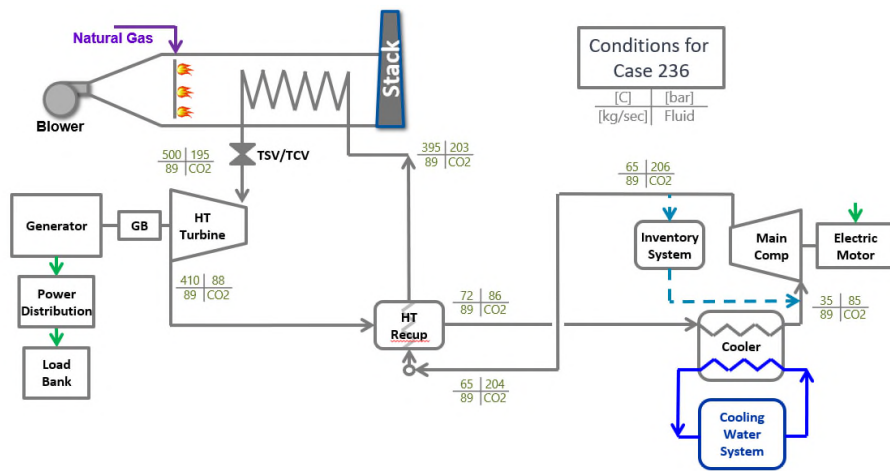 Natural Gas
Stack
Conditions for
Case 236
[C] [bar]
[kg/sec] Fluid
Blower
500 195
89 CO2
TSV/TCV
395 203
89 CO2
65 206
89 CO2
Generator
GB
HT
Turbine
Inventory
System
Main
Comp
Electric
Motor
Power
Distribution
410 88
89 CO2
72 86
89 CO2
35 85
89 CO2
HT
Recup
Cooler
Load
Bank
65 204
89 CO2
Cooling
Water
System